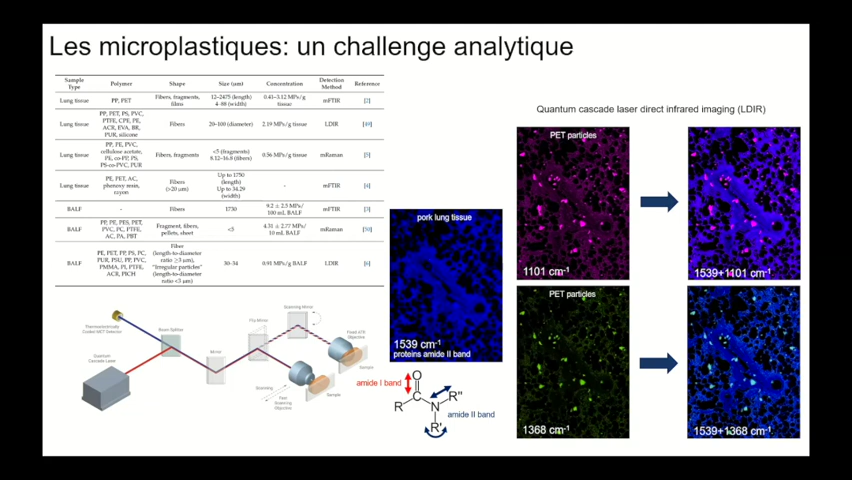 Les microplastiques: un challenge analytique
Sample Type Polymer Shape Size (um) Concentration Detection Method Reference
Lung tissue PP, PET Fibers, fragments, films 12–2475 (length) 4–88 (width) 0.41–3.12 MPs/g tissue mFTIR [2]
Lung tissue PP, PET, PS, PVC, PTFE, CPE, PE, ACR, EVA, BR, PUR, silicone Fibers 20–100 (diameter) 2.19 MPs/g tissue LDIR [49]
Lung tissue PP, PE, PVC, cellulose acetate, PE, co-PP, PS, PS-co-PVC, PUR Fibers, fragments <5 (fragments) 8.12–16.8 (fibers) 0.56 MPs/g tissue mRaman [5]
Lung tissue PE, PET, AC, phenoxy resin, rayon Fibers (>20 μm) Up to 1750 (length) Up to 34.29 (width) - mFTIR [4]
BALF - Fibers 1730 9.2 ± 2.5 MPs/ 100 mL BALF mFTIR [3]
BALF PP, PE, PES, PET, PVC, PC, PTFE, AC, PA, PBT Fragment, fibers, pellets, sheet <5 4.31 ± 2.77 MPs/ 10 mL BALF mRaman [50]
BALF PE, PET, PP, PS, PC, PUR, PSU, PP, PVC, PMMA, PI, PTFE, ACR, Fiber (length-to-diameter ratio ≥3 μm), "Irregular particles" (length-to-diameter ratio <3 μm) 30–34 0.91 MPs/g BALF LDIR [6]
Quantum cascade laser direct infrared imaging (LDIR)
PET particles
1101 cm-1
1539+1101 cm-1
pork lung tissue
1539 cm-1
proteins amide II band
PET particles
1368 cm-1
1539+1368 cm-1
Thermoelectrically Cooled MCT Detector
Beam Splitter
Mirror
Flip Mirror
Scanning Mirror
Fixed ATR Objective
Sample
Quantum Cascade Laser
Scanning
Fast Scanning Objective
Sample
amide I band
O
R C N R"
R'
amide II band